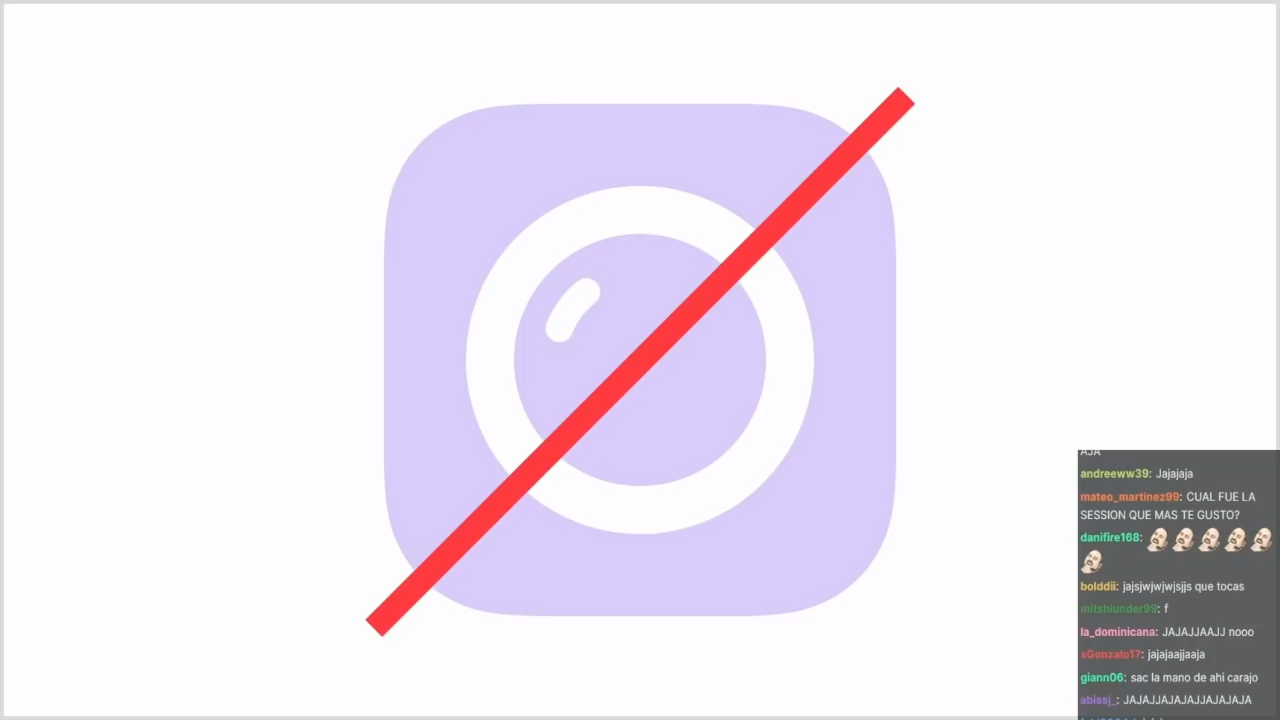 AJA
andreeww39: Jajajaja
mateo_martinez99: CUAL FUE LA
SESSION QUE MAS TE GUSTO?
danifire168:
bolddii: jajsjwjwjwjsjjs que tocas
mitshiunder99: f
la_dominicana: JAJAJJAAJJ nooo
xGonzalo17: jajajaajjaaja
giann06: sac la mano de ahi carajo
abissj_: JAJAJJAJAJAJJAJAJAJA